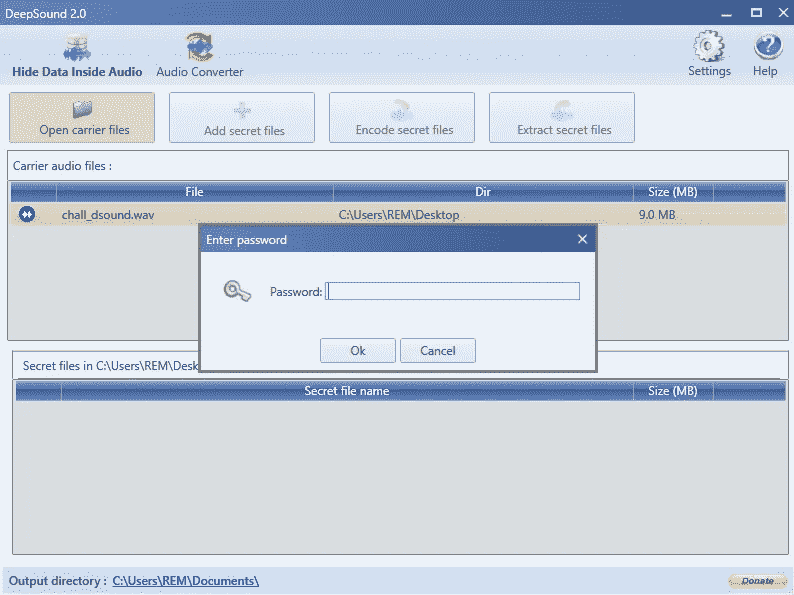 DeepSound 2.0
Hide Data Inside Audio Audio Converter Settings Help
Open carrier files Add secret files Encode secret files Extract secret files
Carrier audio files :
File Dir Size (MB)
chall_dsound.wav C:\Users\REM\Desktop 9.0 MB
Enter password
Password:
Ok Cancel
Secret files in C:\Users\REM\Desk
Secret file name Size (MB)
Output directory : C:\Users\REM\Documents\ Donate